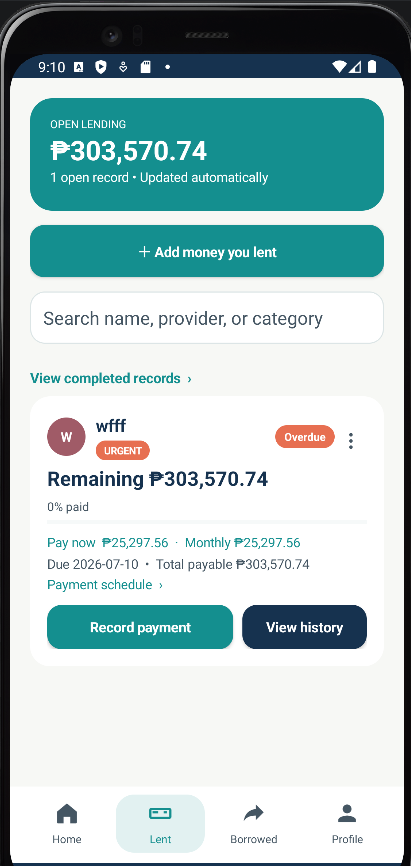 9:10
OPEN LENDING
₱303,570.74
1 open record • Updated automatically
+ Add money you lent
Search name, provider, or category
View completed records ›
W
wfff
URGENT
Overdue
Remaining ₱303,570.74
0% paid
Pay now ₱25,297.56 · Monthly ₱25,297.56
Due 2026-07-10 • Total payable ₱303,570.74
Payment schedule ›
Record payment
View history
Home
Lent
Borrowed
Profile